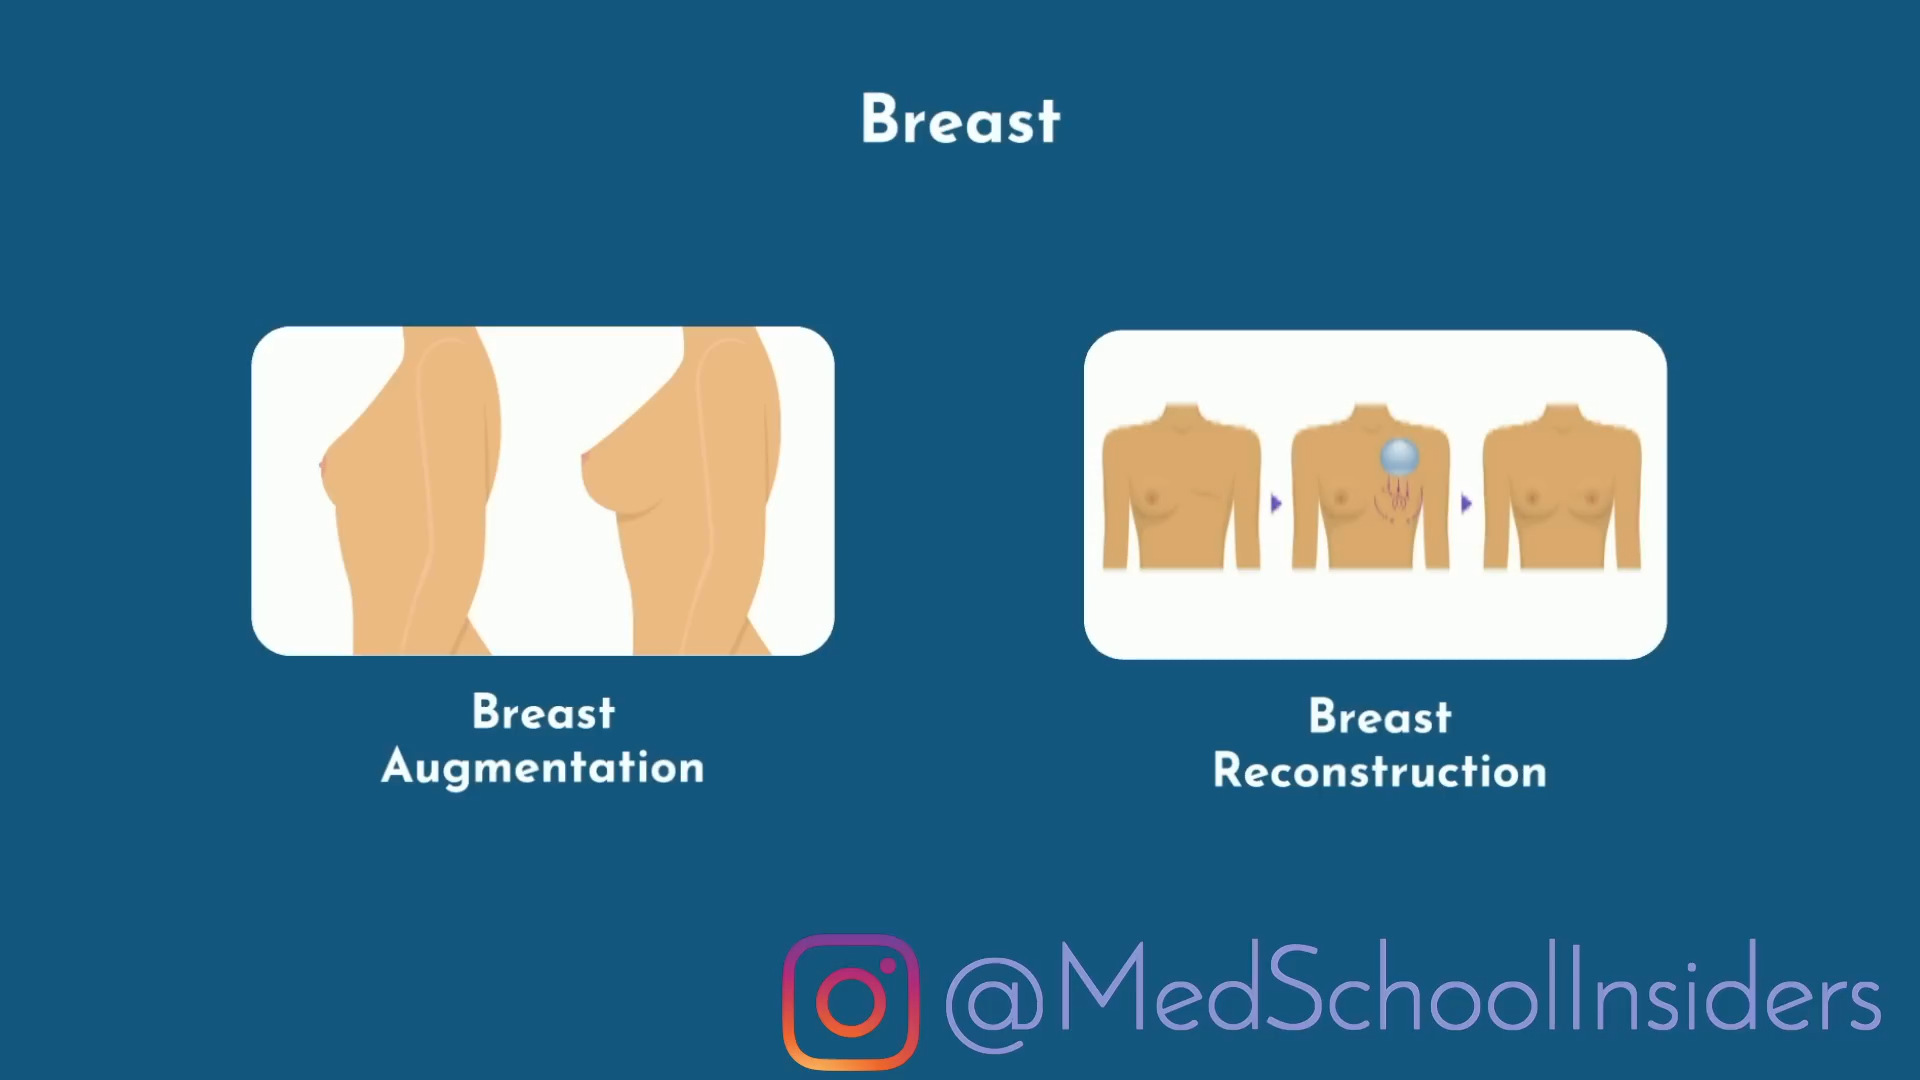 Breast
Breast
Augmentation
Breast
Reconstruction
@MedSchoolInsiders